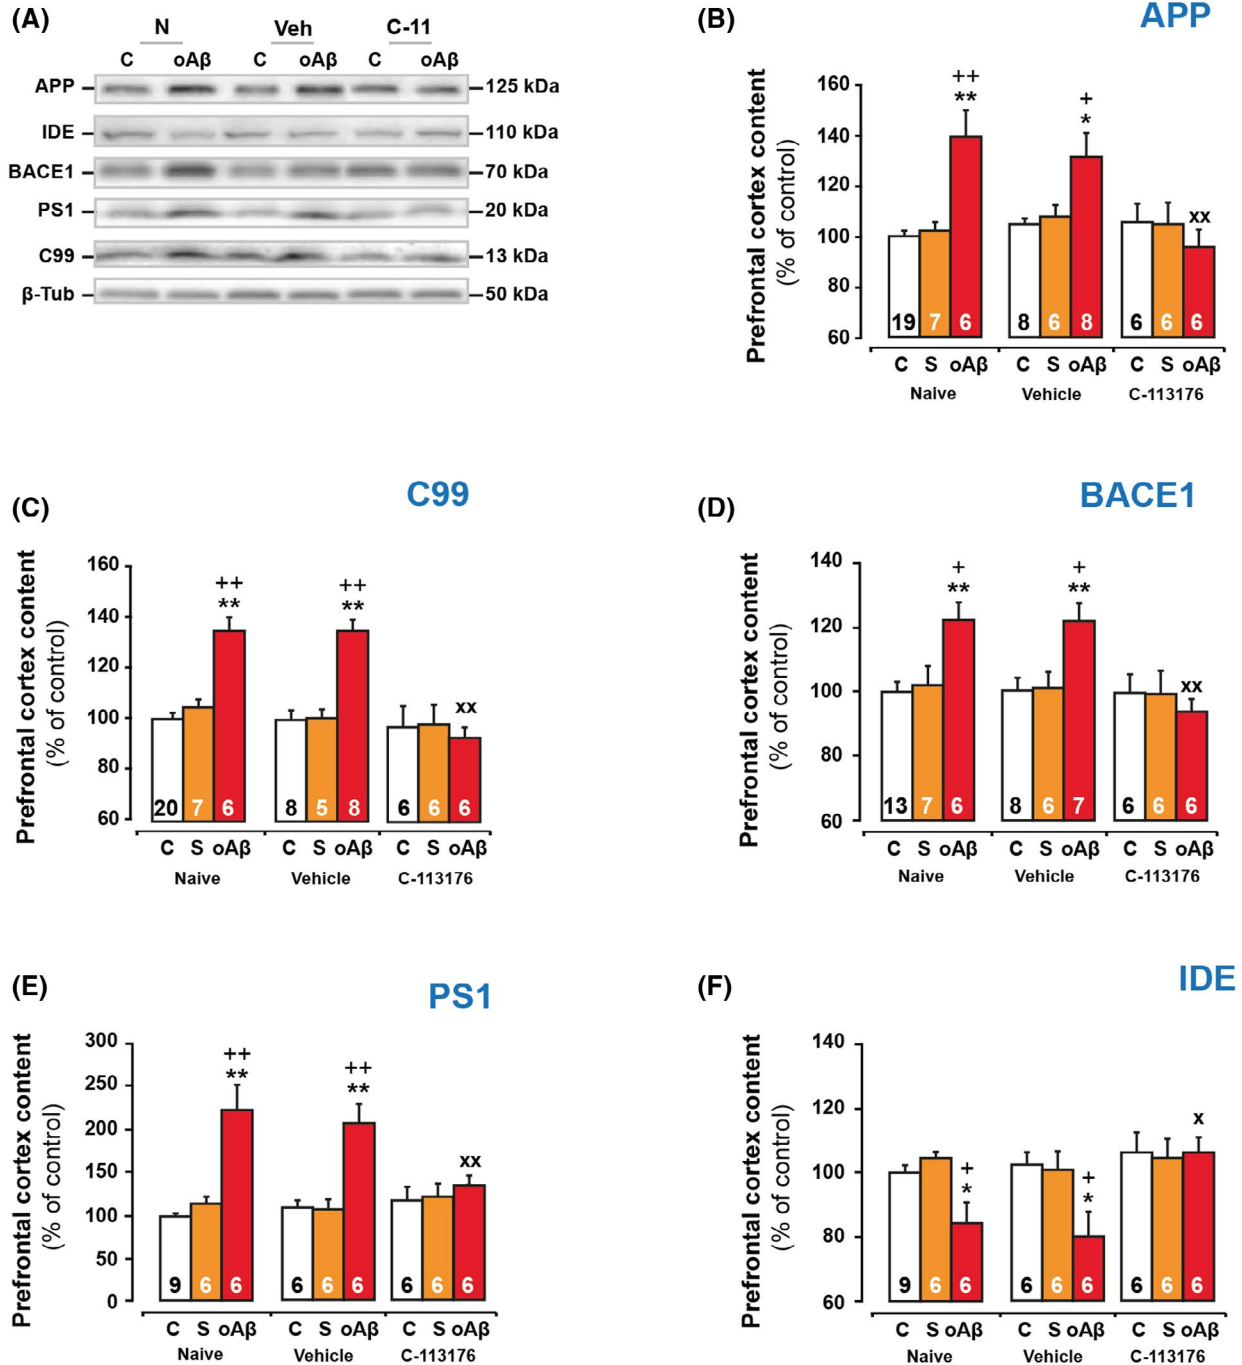 (A)
N Veh C-11
C oAβ C oAβ C oAβ
APP 125 kDa
IDE 110 kDa
BACE1 70 kDa
PS1 20 kDa
C99 13 kDa
β-Tub 50 kDa
(B) APP
Prefrontal cortex content
(% of control)
160
140
120
100
80
60
++
**
+
*
xx
19 7 6 8 6 8 6 6 6
C S oAβ C S oAβ C S oAβ
Naive Vehicle C-113176
(C) C99
Prefrontal cortex content
(% of control)
160
140
120
100
80
60
++ ++
** **
xx
20 7 6 8 5 8 6 6 6
C S oAβ C S oAβ C S oAβ
Naive Vehicle C-113176
(D) BACE1
Prefrontal cortex content
(% of control)
140
120
100
80
60
+ +
** **
xx
13 7 6 8 6 7 6 6 6
C S oAβ C S oAβ C S oAβ
Naive Vehicle C-113176
(E) PS1
Prefrontal cortex content
(% of control)
300
250
200
150
100
50
0
++
**
++
**
xx
9 6 6 6 6 6 6 6 6
C S oAβ C S oAβ C S oAβ
Naive Vehicle C-113176
(F) IDE
Prefrontal cortex content
(% of control)
140
120
100
80
60
+
*
+
*
x
9 6 6 6 6 6 6 6 6
C S oAβ C S oAβ C S oAβ
Naive Vehicle C-113176